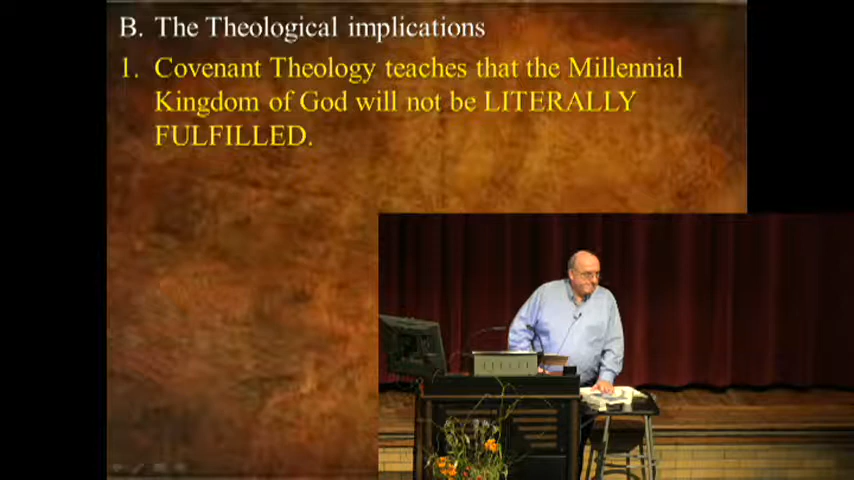 B. The Theological implications
1. Covenant Theology teaches that the Millennial
Kingdom of God will not be LITERALLY
FULFILLED.